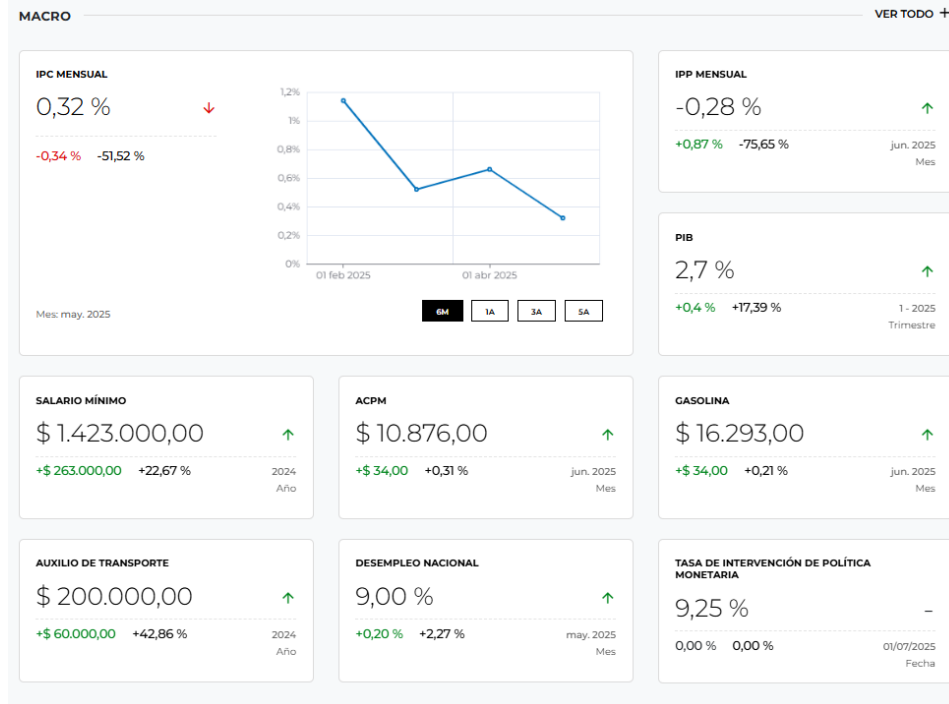 MACRO
VER TODO +
IPC MENSUAL
0,32 %
-0,34 % -51,52 %
Mes: may. 2025
1,2%
1%
0,8%
0,6%
0,4%
0,2%
0%
01 feb 2025 01 abr 2025
6M 1A 3A 5A
IPP MENSUAL
-0,28 %
+0,87 % -75,65 % jun. 2025
Mes
PIB
2,7 %
+0,4 % +17,39 % 1 - 2025
Trimestre
SALARIO MÍNIMO
$ 1.423.000,00
+$ 263.000,00 +22,67 % 2024
Año
ACPM
$ 10.876,00
+$ 34,00 +0,31 % jun. 2025
Mes
GASOLINA
$ 16.293,00
+$ 34,00 +0,21 % jun. 2025
Mes
AUXILIO DE TRANSPORTE
$ 200.000,00
+$ 60.000,00 +42,86 % 2024
Año
DESEMPLEO NACIONAL
9,00 %
+0,20 % +2,27 % may. 2025
Mes
TASA DE INTERVENCIÓN DE POLÍTICA
MONETARIA
9,25 % –
0,00 % 0,00 % 01/07/2025
Fecha